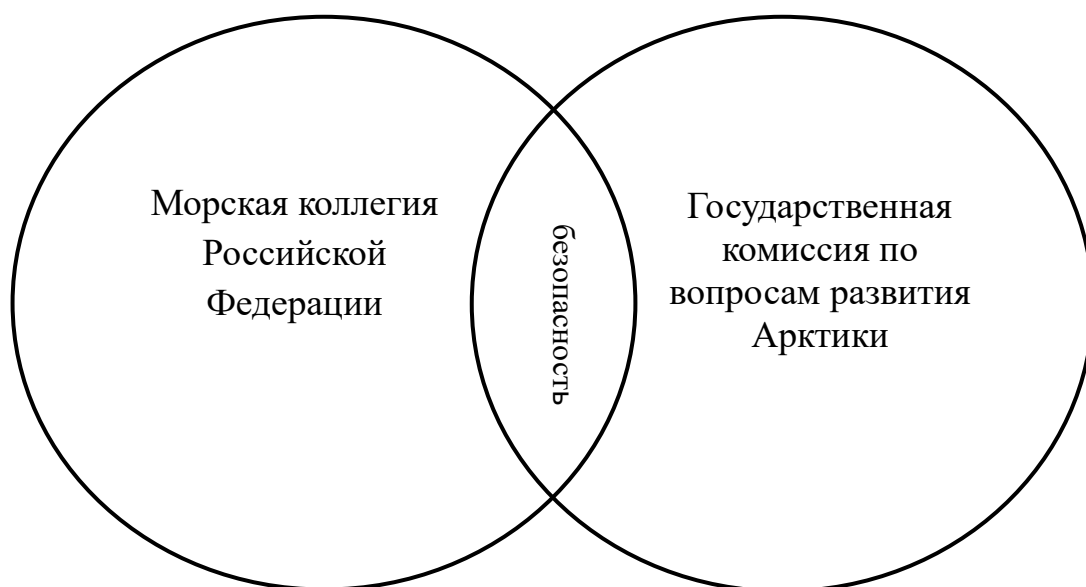 Морская коллегия
Российской
Федерации
безопасность
Государственная
комиссия по
вопросам развития
Арктики